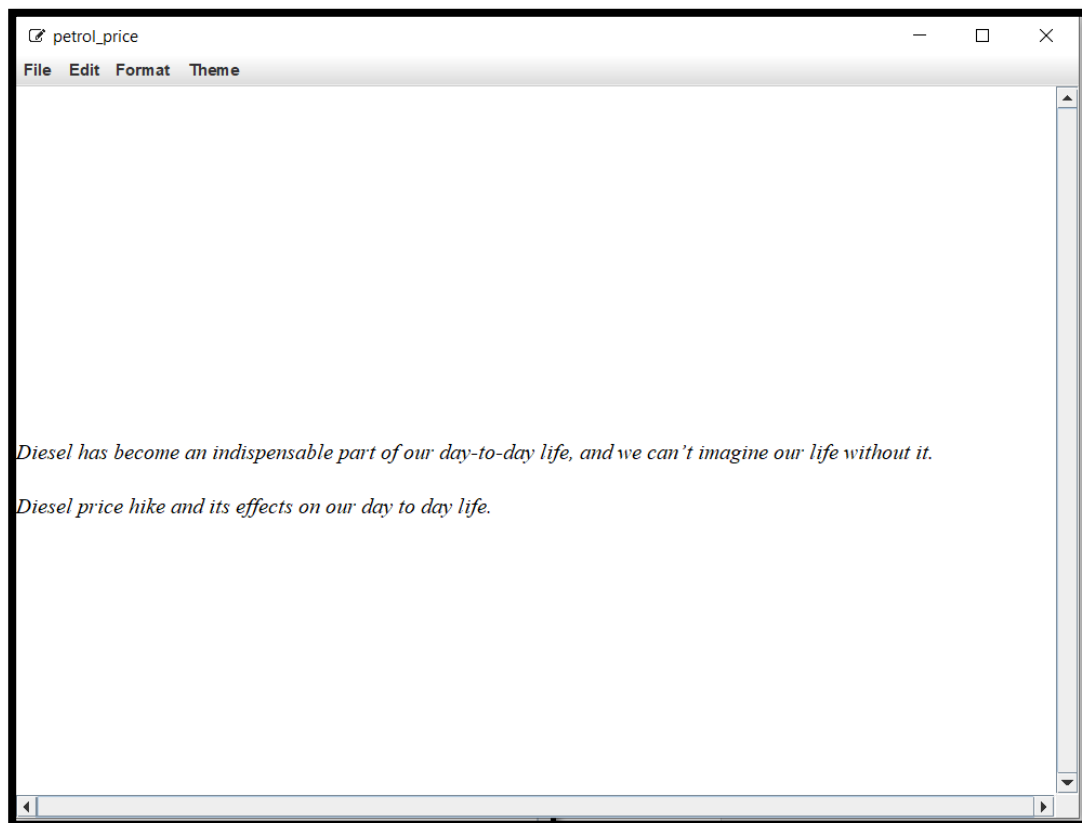 petrol_price
File Edit Format Theme
Diesel has become an indispensable part of our day-to-day life, and we can’t imagine our life without it.
Diesel price hike and its effects on our day to day life.